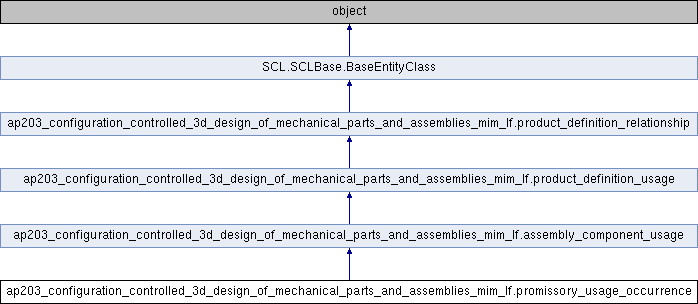 object
SCL.SCLBase.BaseEntityClass
ap203_configuration_controlled_3d_design_of_mechanical_parts_and_assemblies_mim_lf.product_definition_relationship
ap203_configuration_controlled_3d_design_of_mechanical_parts_and_assemblies_mim_lf.product_definition_usage
ap203_configuration_controlled_3d_design_of_mechanical_parts_and_assemblies_mim_lf.assembly_component_usage
ap203_configuration_controlled_3d_design_of_mechanical_parts_and_assemblies_mim_lf.promissory_usage_occurrence